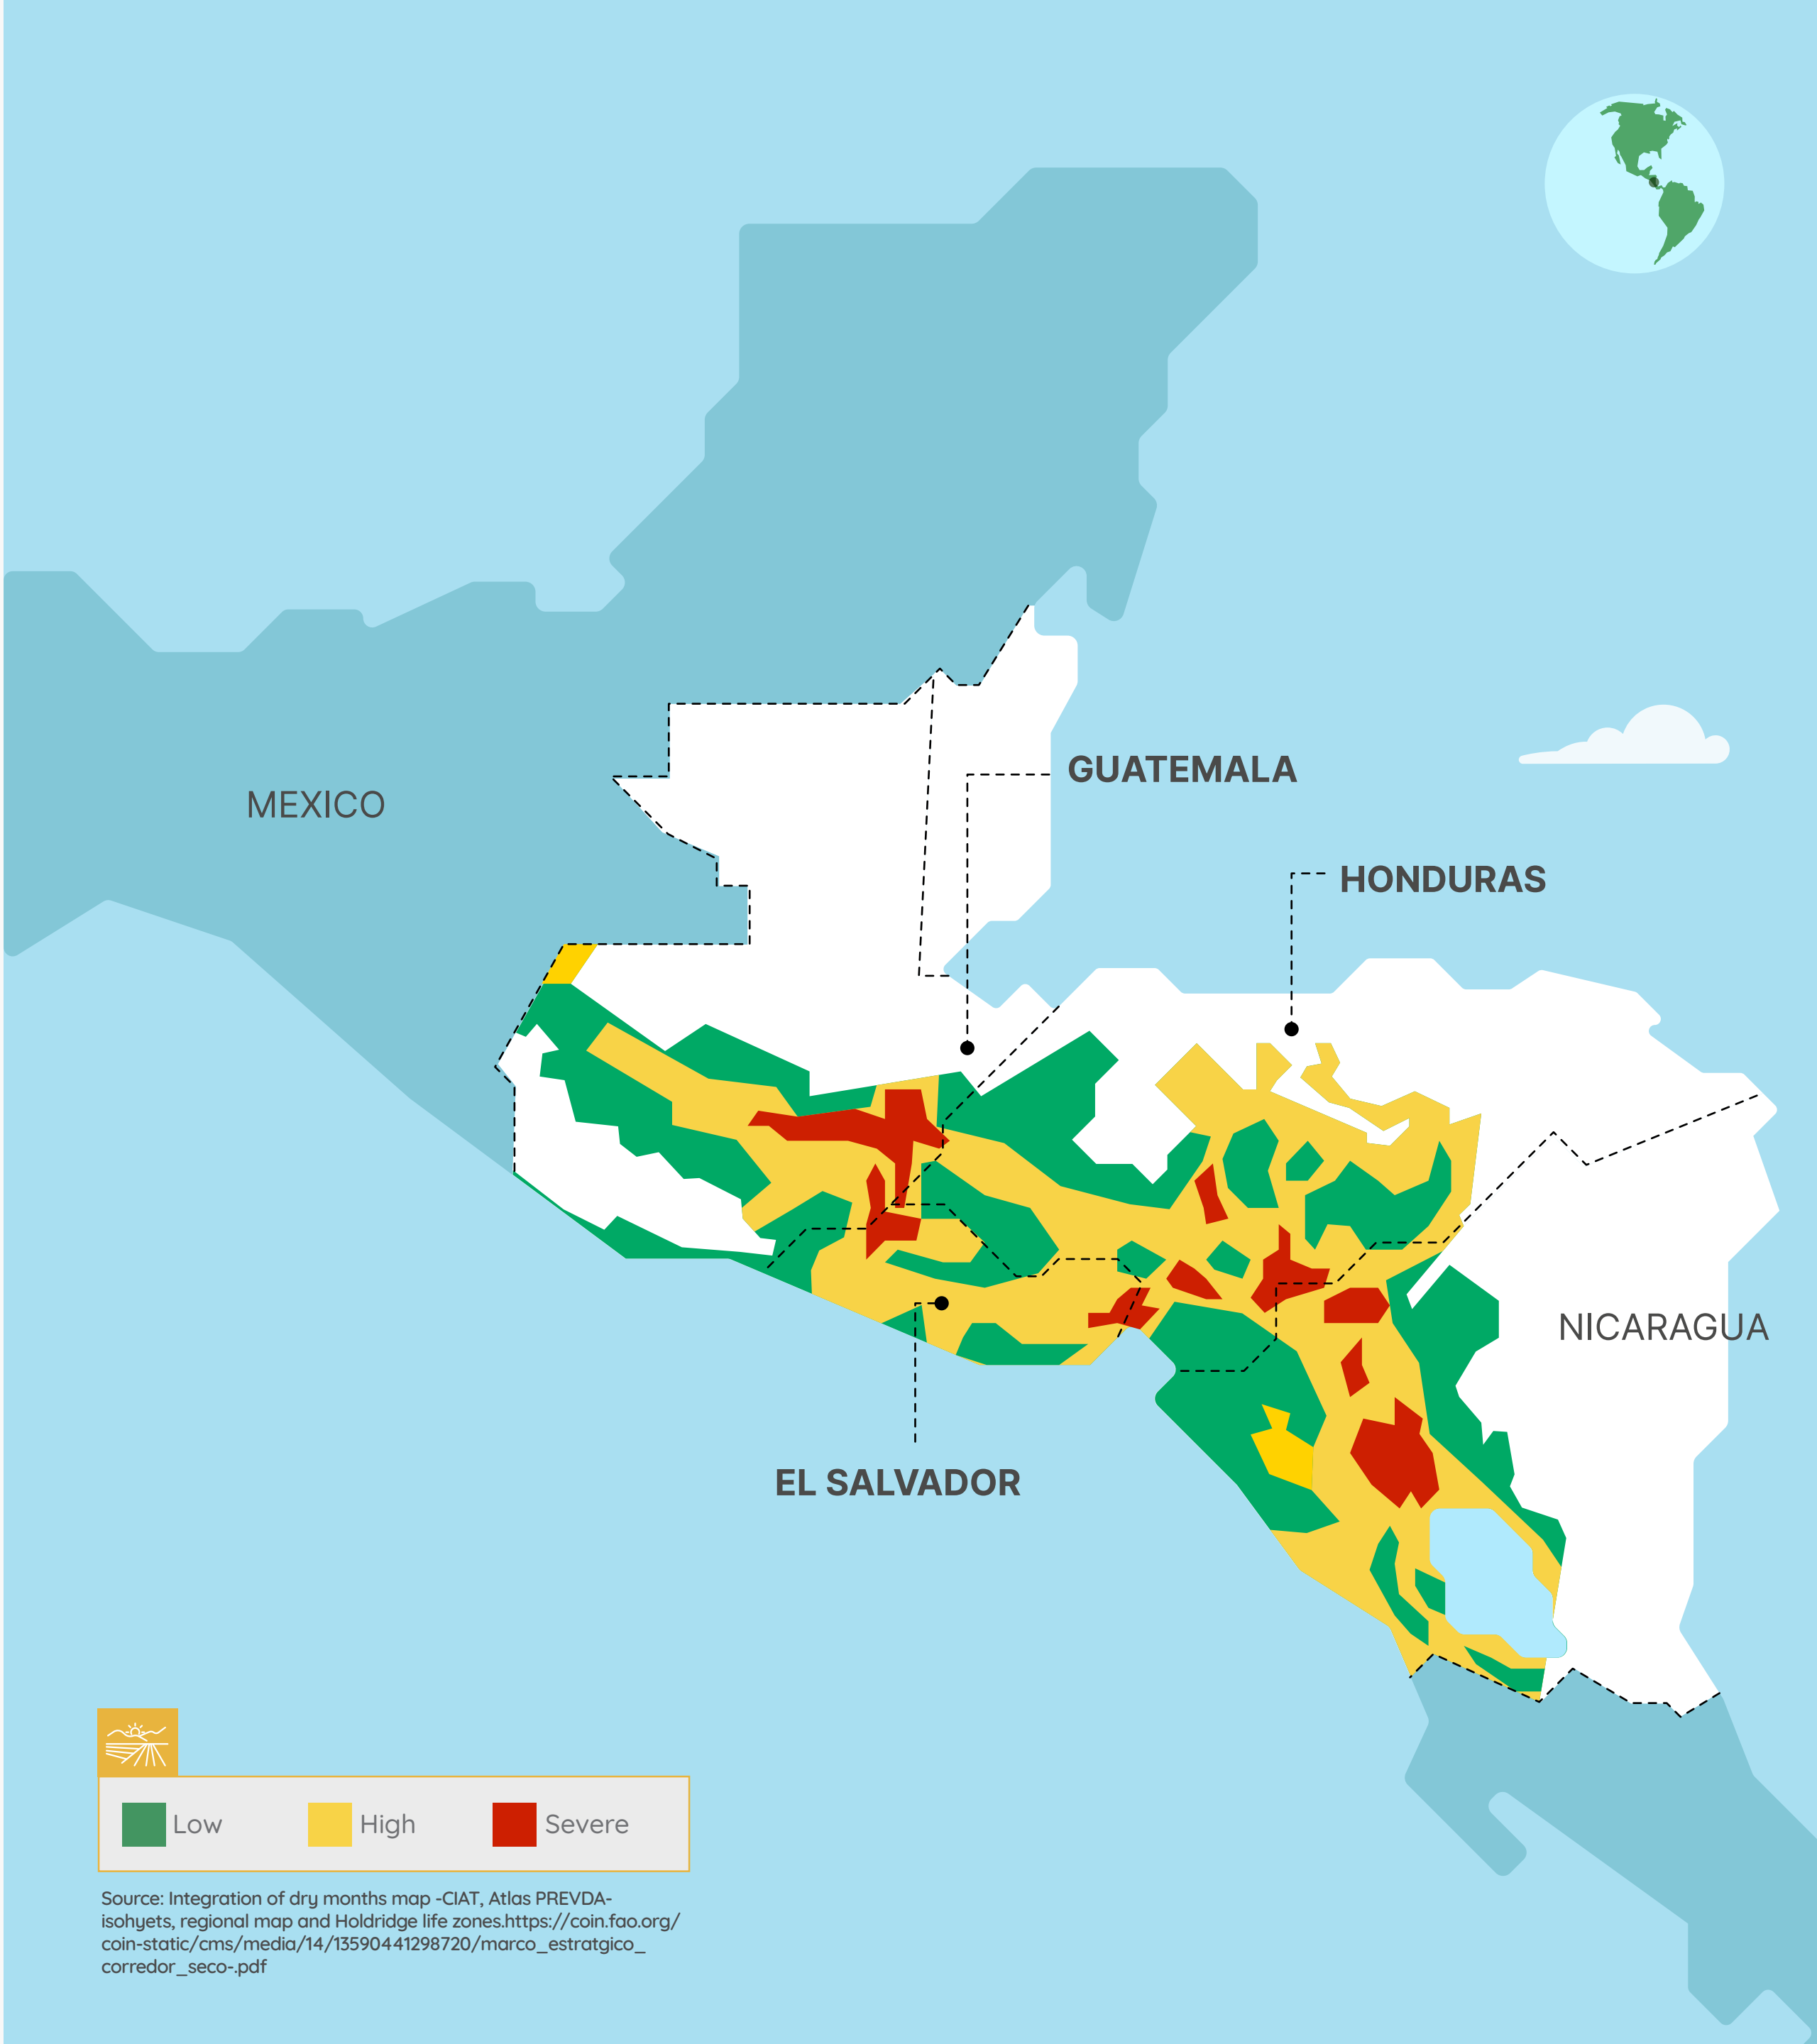 GUATEMALA
MEXICO
HONDURAS
NICARAGUA
EL SALVADOR
Low
High
Severe
Source: Integration of dry months map -CIAT, Atlas PREVDA-
isohyets, regional map and Holdridge life zones.https://coin.fao.org/
coin-static/cms/media/14/13590441298720/marco_estratgico_
corredor_seco-.pdf